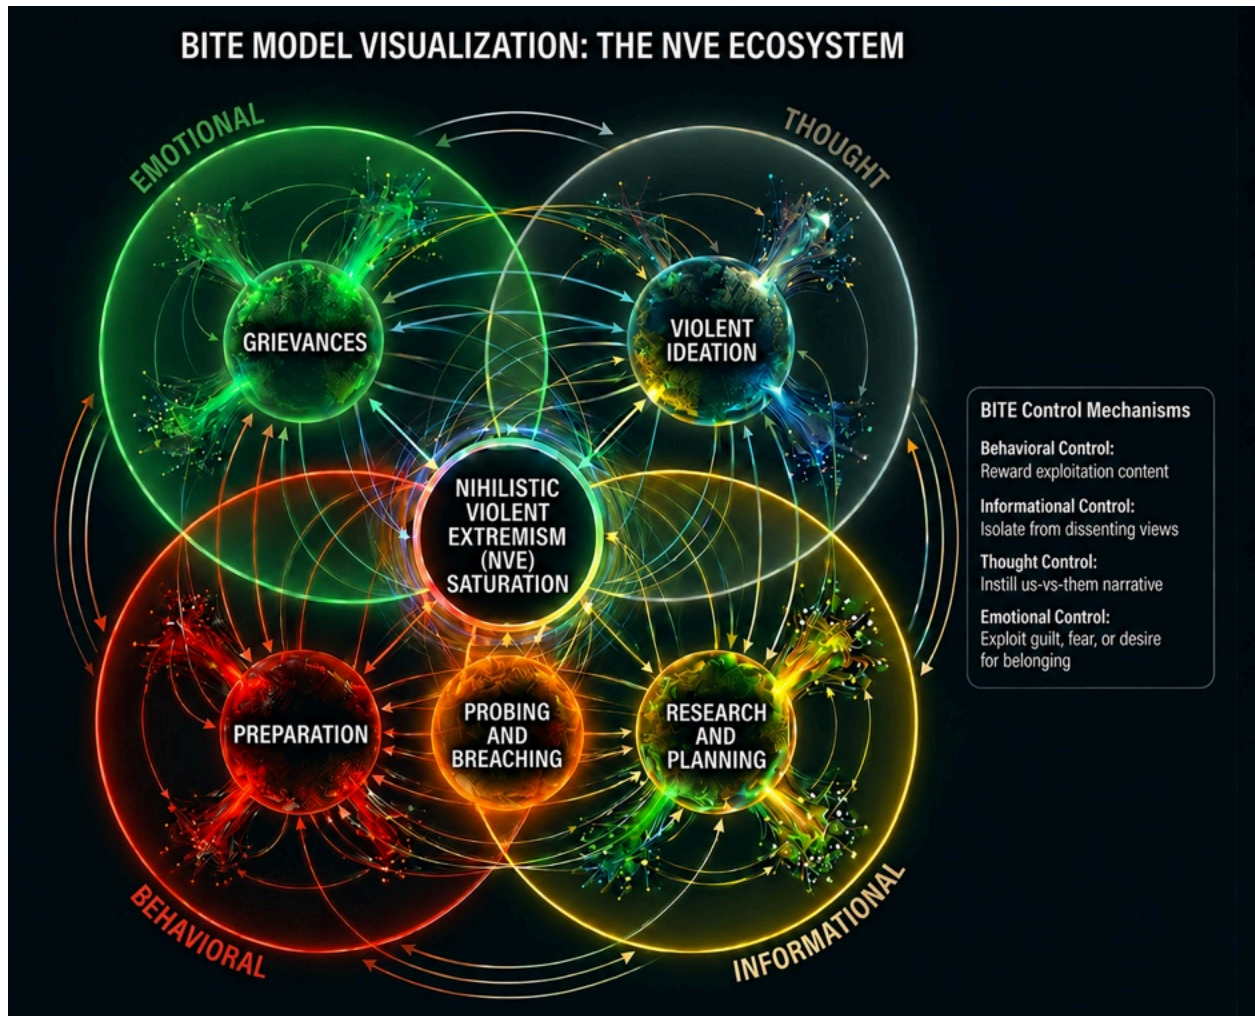 BITE MODEL VISUALIZATION: THE NVE ECOSYSTEM
EMOTIONAL
THOUGHT
GRIEVANCES
VIOLENT
IDEATION
NIHILISTIC
VIOLENT
EXTREMISM
(NVE)
SATURATION
PREPARATION
PROBING
AND
BREACHING
RESEARCH
AND
PLANNING
BEHAVIORAL
INFORMATIONAL
BITE Control Mechanisms
Behavioral Control:
Reward exploitation content
Informational Control:
Isolate from dissenting views
Thought Control:
Instill us-vs-them narrative
Emotional Control:
Exploit guilt, fear, or desire
for belonging